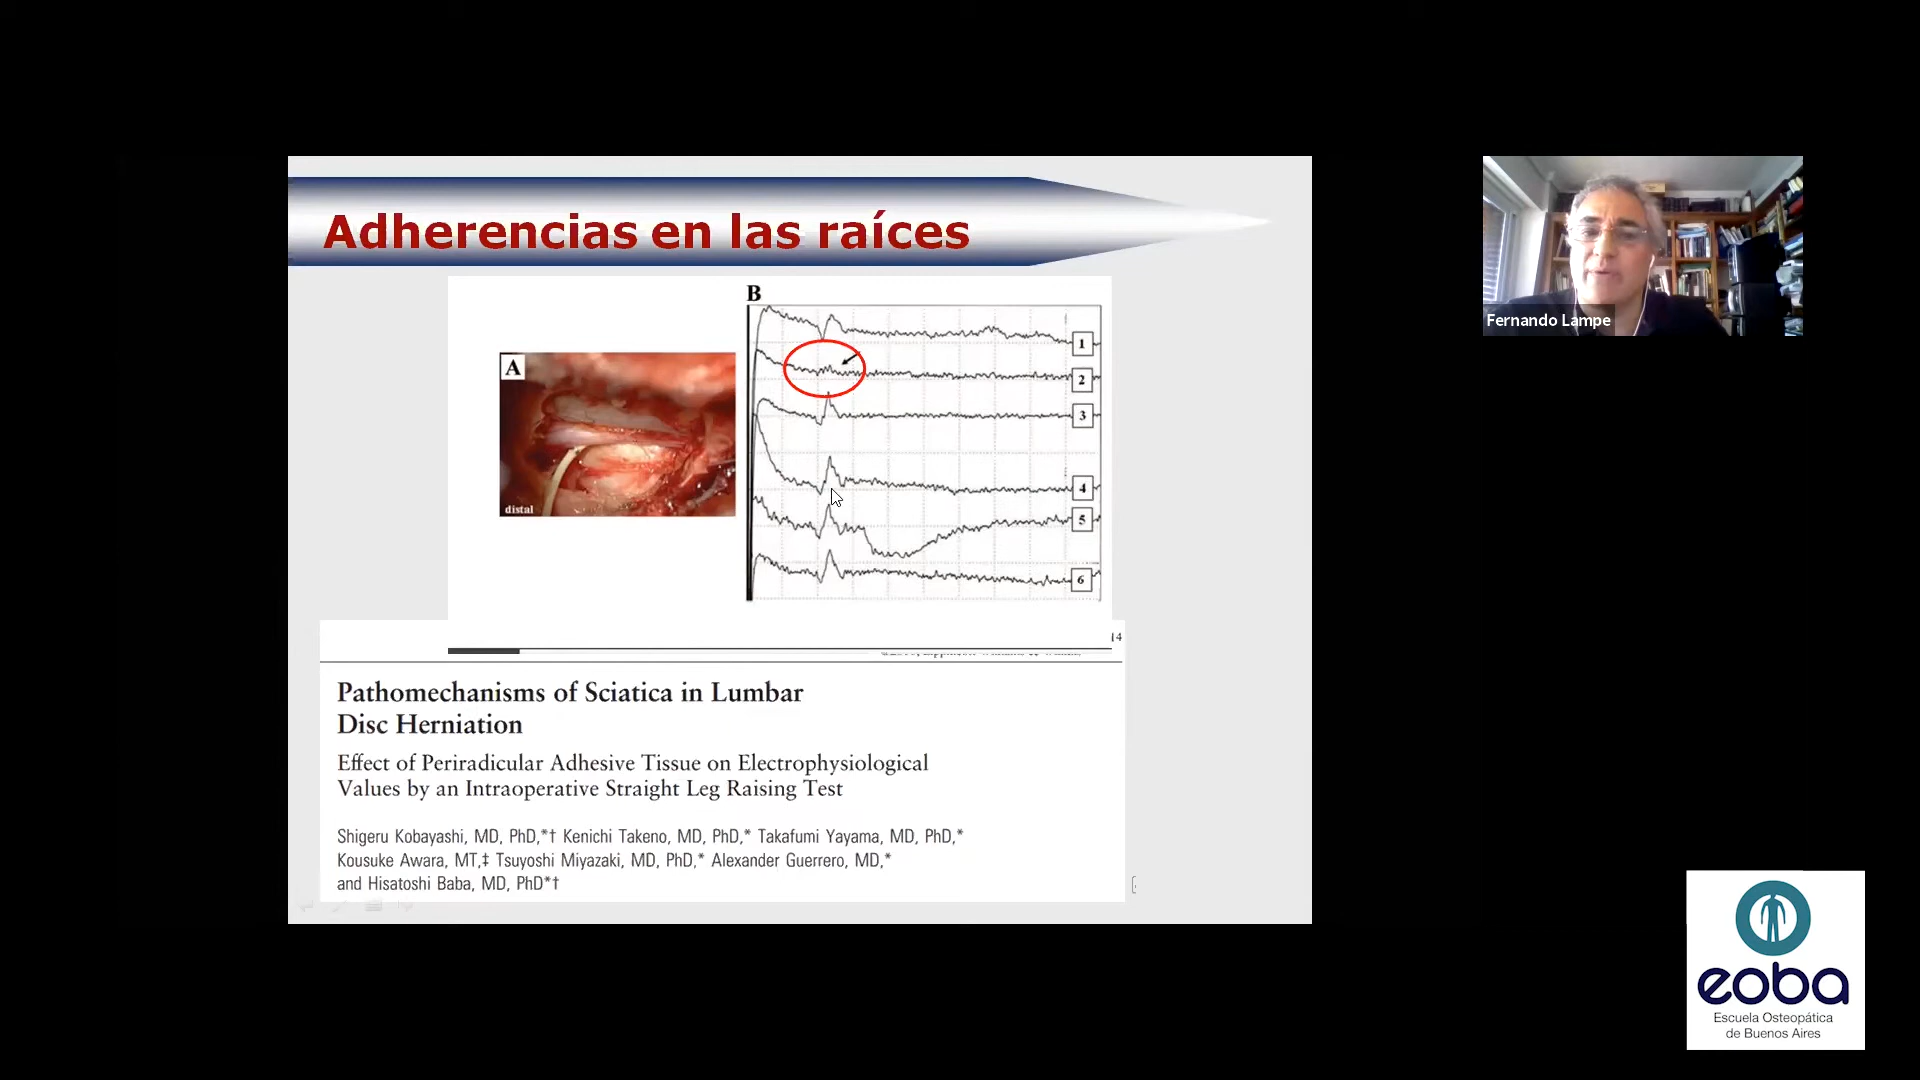 Adherencias en las raíces
B
A
distal
1
2
3
4
5
6
14
Pathomechanisms of Sciatica in Lumbar
Disc Herniation
Effect of Periradicular Adhesive Tissue on Electrophysiological
Values by an Intraoperative Straight Leg Raising Test
Shigeru Kobayashi, MD, PhD,*† Kenichi Takeno, MD, PhD,* Takafumi Yayama, MD, PhD,*
Kousuke Awara, MT,‡ Tsuyoshi Miyazaki, MD, PhD,* Alexander Guerrero, MD,*
and Hisatoshi Baba, MD, PhD*†
Fernando Lampe
eoba
Escuela Osteopática
de Buenos Aires